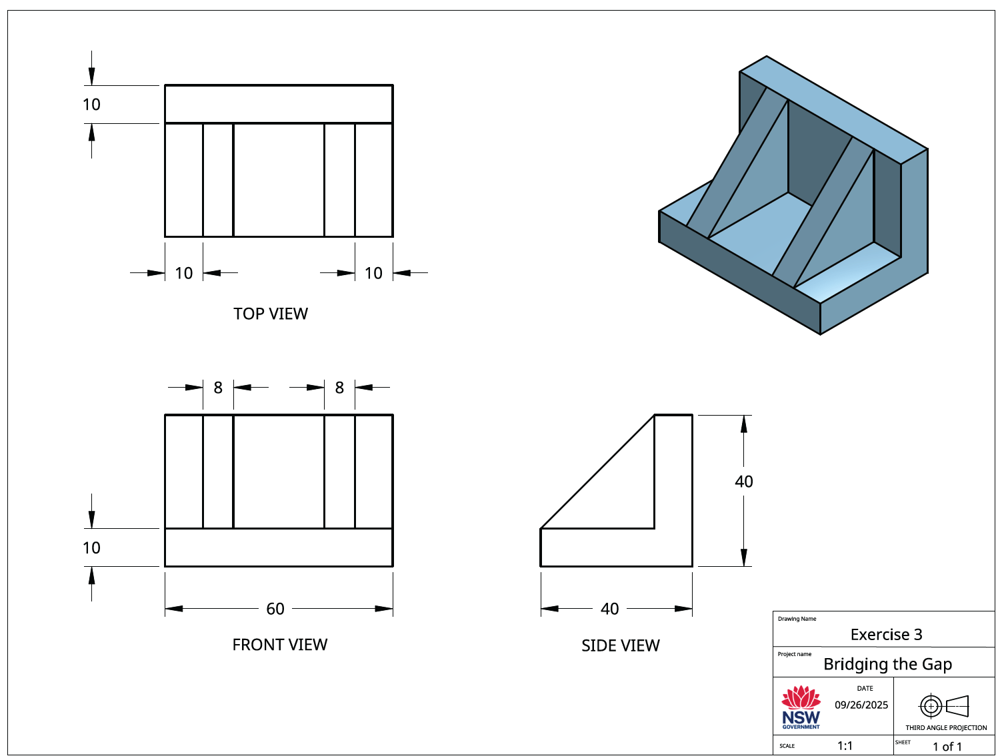 10
10
10
TOP VIEW
8
8
10
60
FRONT VIEW
40
40
SIDE VIEW
Drawing Name
Exercise 3
Project name
Bridging the Gap
NSW
GOVERNMENT
DATE
09/26/2025
THIRD ANGLE PROJECTION
SCALE
1:1
SHEET
1 of 1